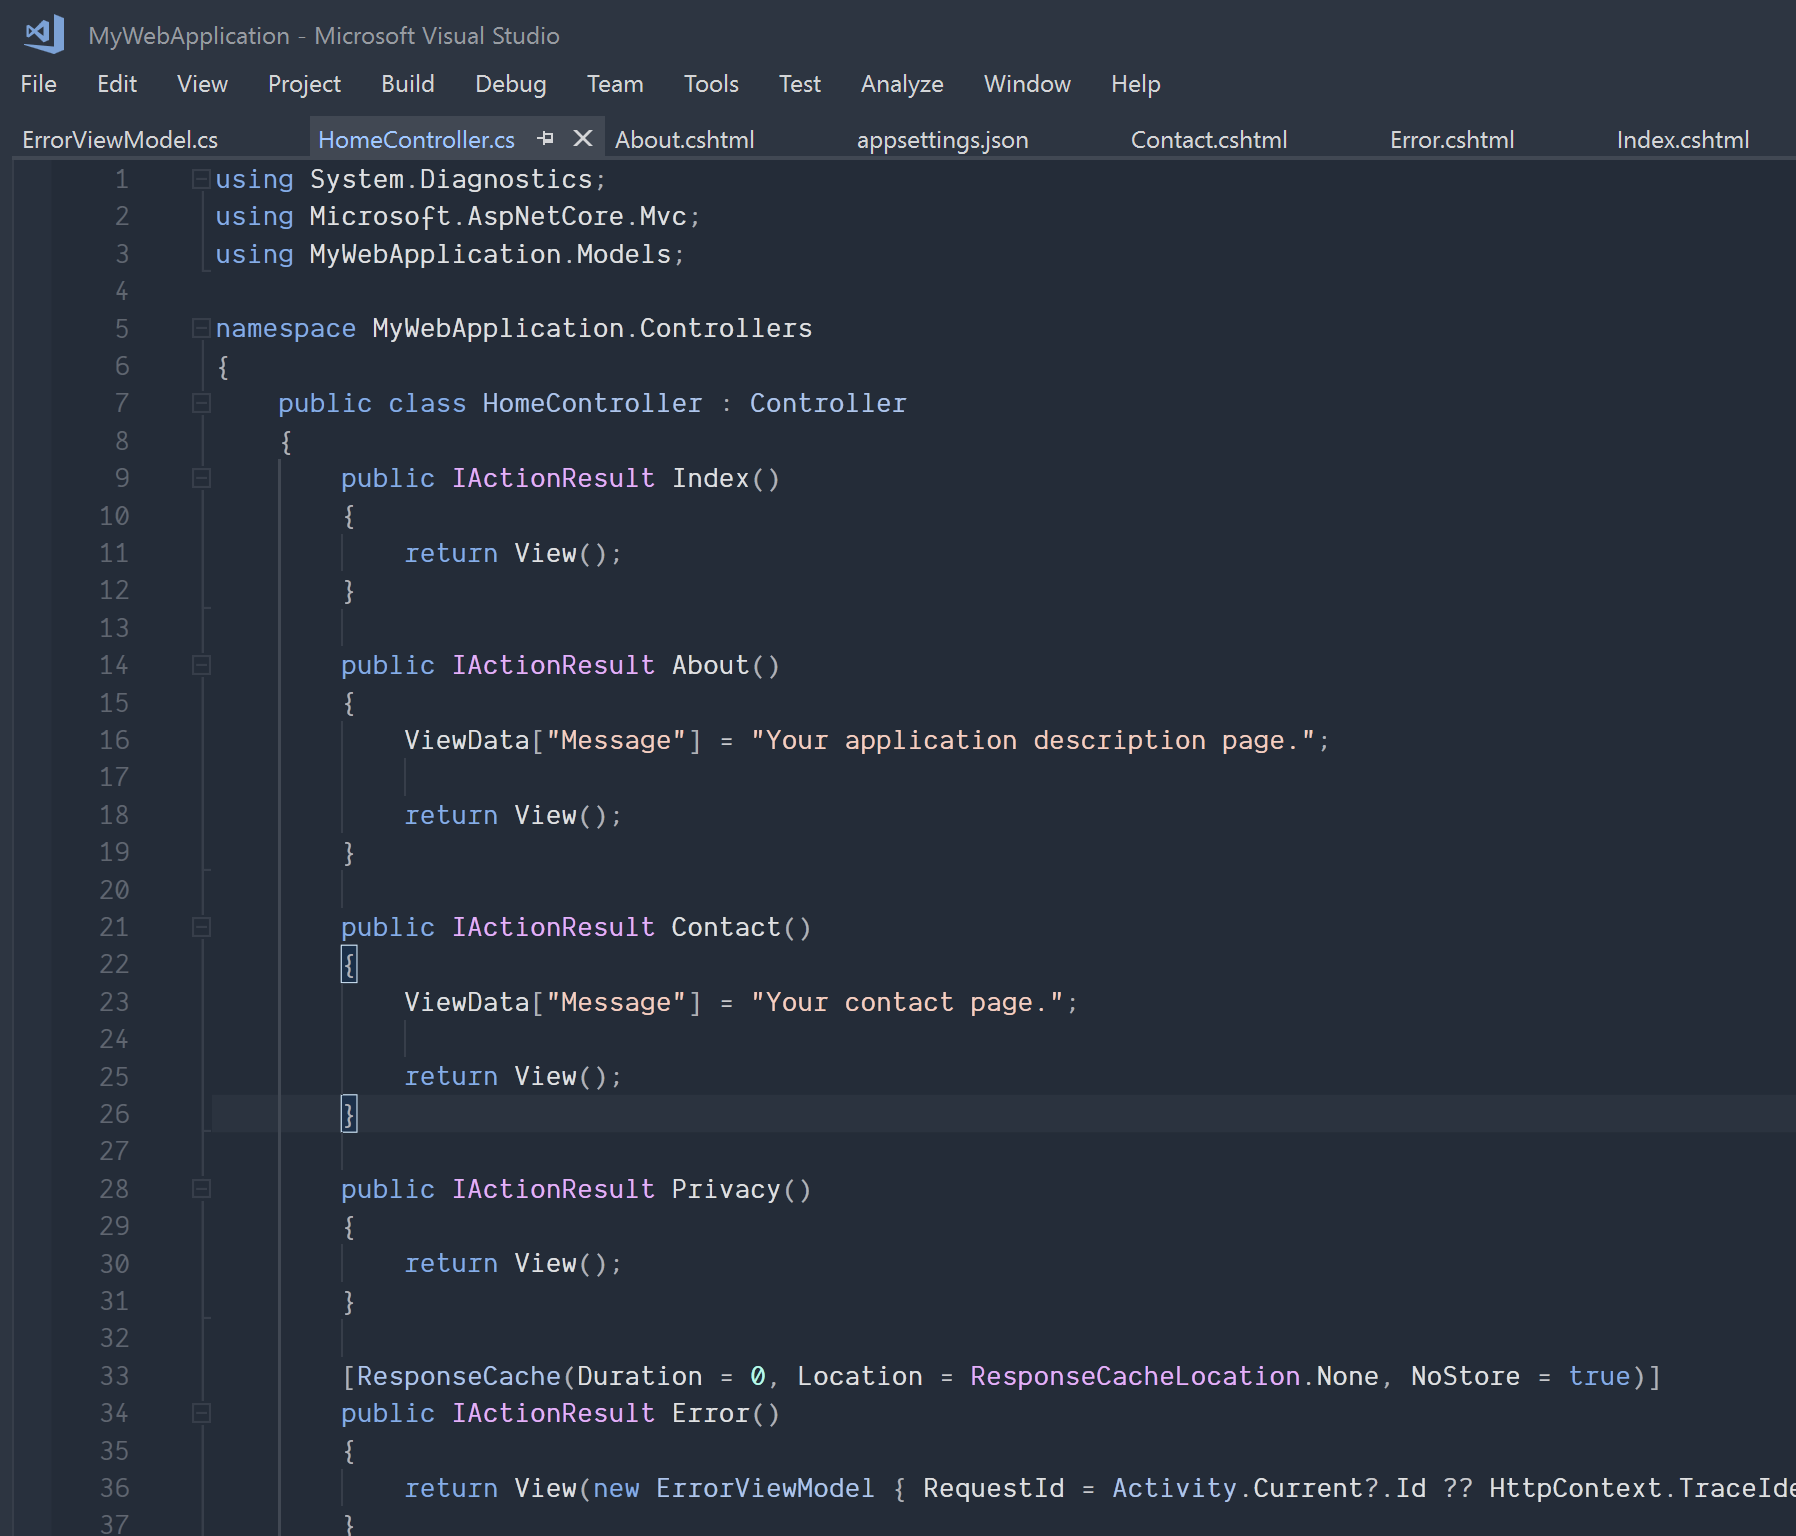 MyWebApplication - Microsoft Visual Studio
File Edit View Project Build Debug Team Tools Test Analyze Window Help
ErrorViewModel.cs HomeController.cs About.cshtml appsettings.json Contact.cshtml Error.cshtml Index.cshtml
1 using System.Diagnostics;
2 using Microsoft.AspNetCore.Mvc;
3 using MyWebApplication.Models;
4
5 namespace MyWebApplication.Controllers
6 {
7     public class HomeController : Controller
8     {
9         public IActionResult Index()
10         {
11             return View();
12         }
13
14         public IActionResult About()
15         {
16             ViewData["Message"] = "Your application description page.";
17
18             return View();
19         }
20
21         public IActionResult Contact()
22         {
23             ViewData["Message"] = "Your contact page.";
24
25             return View();
26         }
27
28         public IActionResult Privacy()
29         {
30             return View();
31         }
32
33         [ResponseCache(Duration = 0, Location = ResponseCacheLocation.None, NoStore = true)]
34         public IActionResult Error()
35         {
36             return View(new ErrorViewModel { RequestId = Activity.Current?.Id ?? HttpContext.TraceIde
37         }